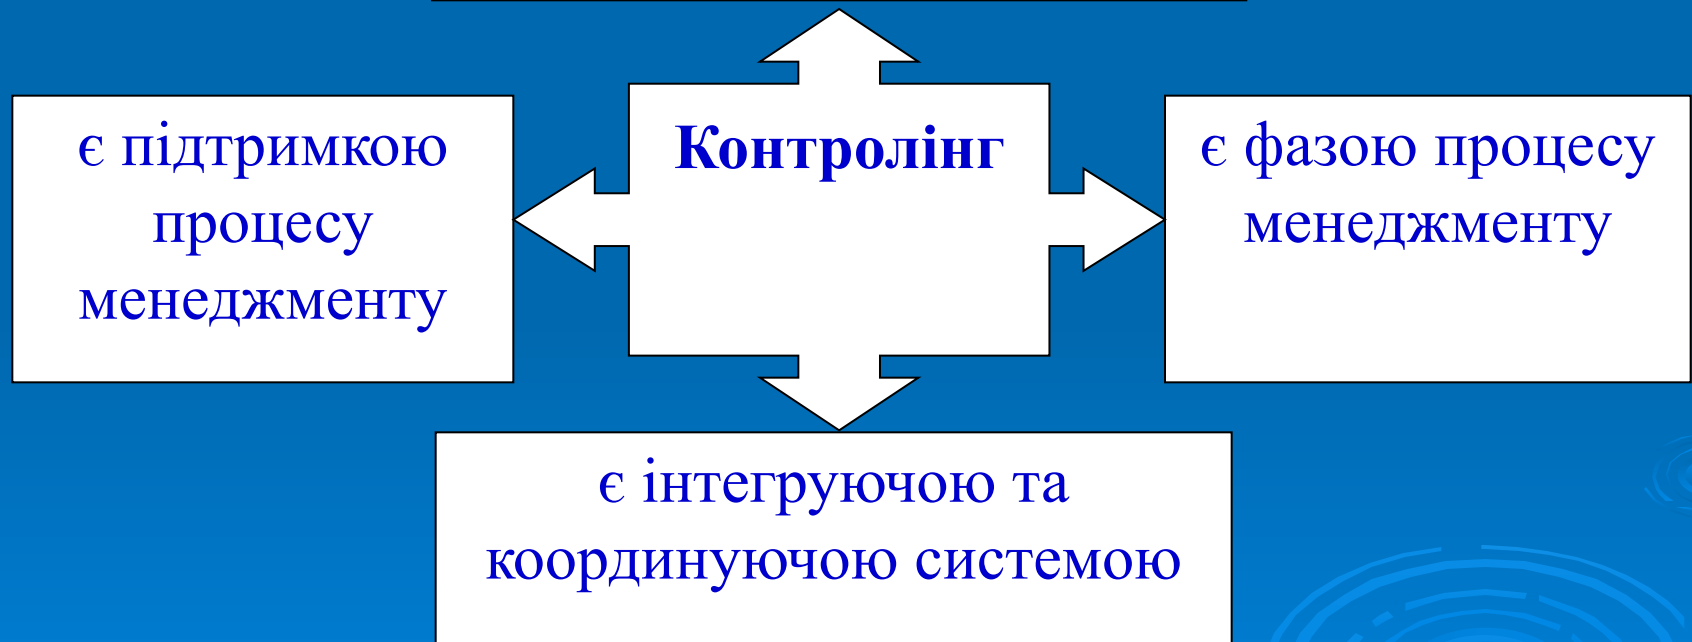 є підтримкою
процесу
менеджменту
Контролінг
є фазою процесу
менеджменту
є інтегруючою та
координуючою системою